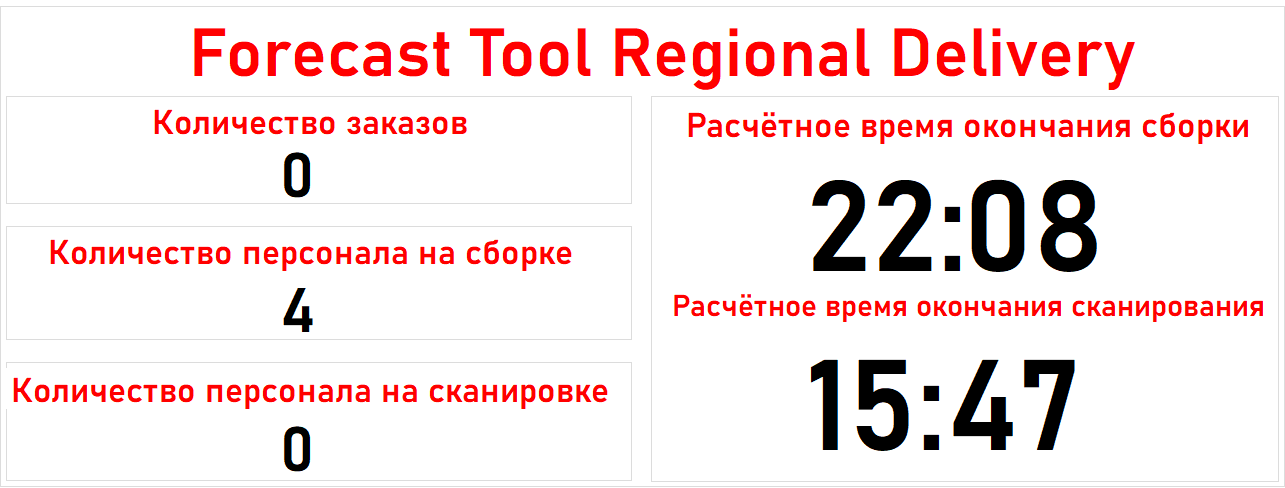 Forecast Tool Regional Delivery
Количество заказов
0
Количество персонала на сборке
4
Количество персонала на сканировке
0
Расчётное время окончания сборки
22:08
Расчётное время окончания сканирования
15:47